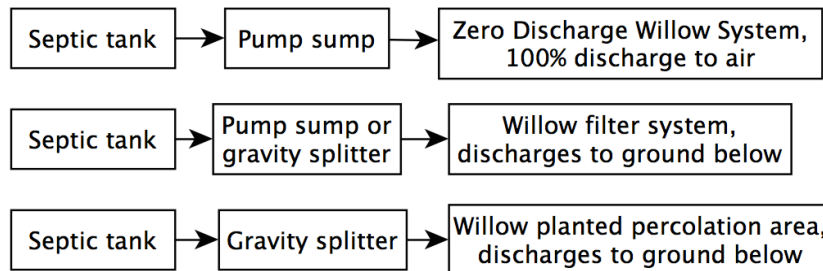 Septic tank
Pump sump
Zero Discharge Willow System,
100% discharge to air
Septic tank
Pump sump or
gravity splitter
Willow filter system,
discharges to ground below
Septic tank
Gravity splitter
Willow planted percolation area,
discharges to ground below